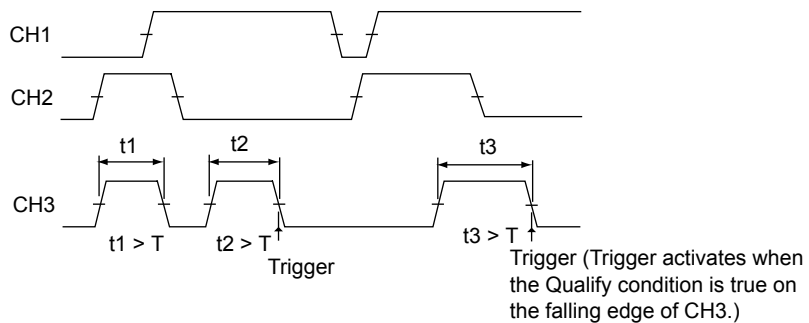 CH1
CH2
t1
t2
t3
CH3
t1 > T
t2 > T
t3 > T
Trigger
Trigger (Trigger activates when
the Qualify condition is true on
the falling edge of CH3.)